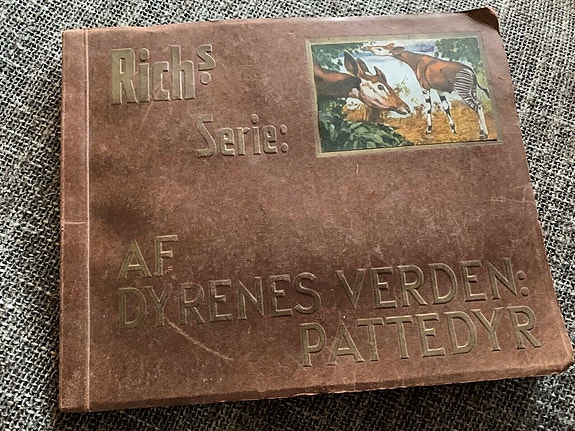 Richs
Serie:
AF
DYRENES VERDEN:
PATTEDYR